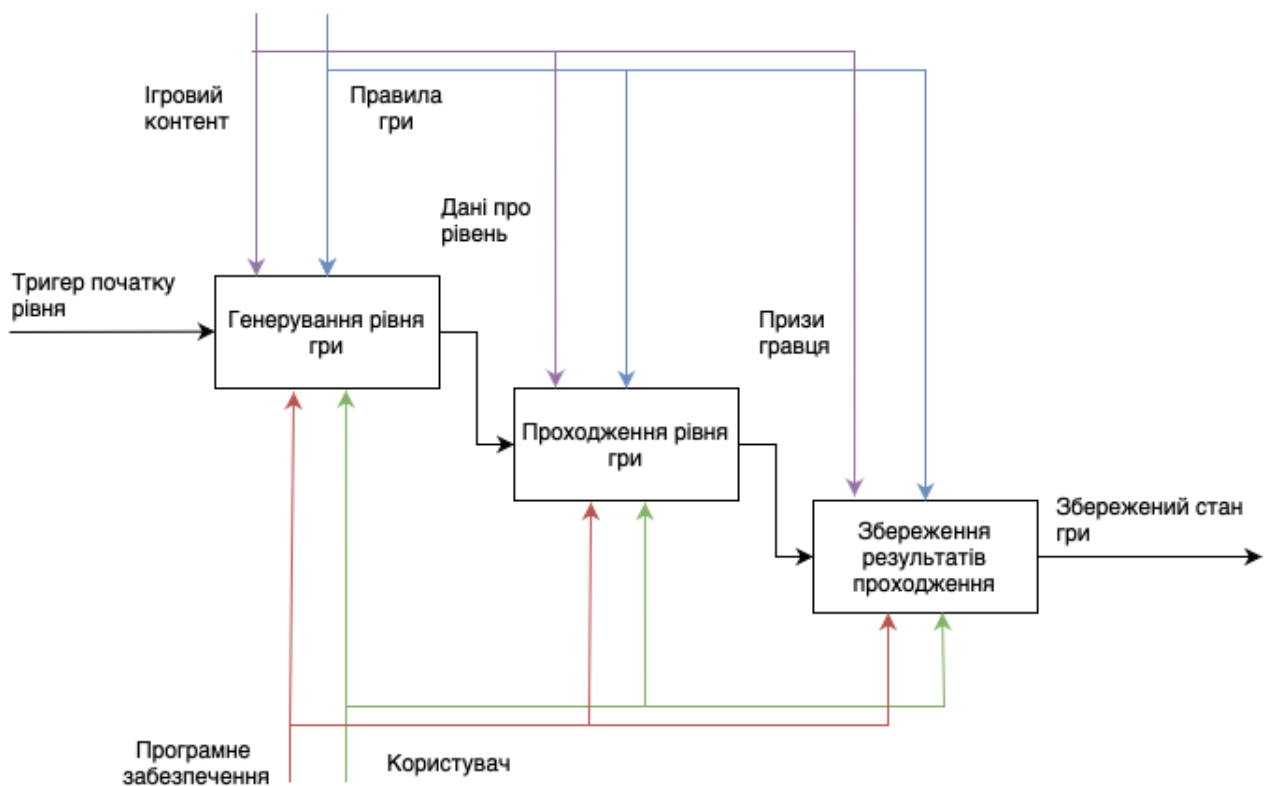 Ігровий
контент
Правила
гри
Дані про
рівень
Тригер початку
рівня
Генерування рівня
гри
Призи
гравця
Проходження рівня
гри
Збережений стан
гри
Збереження
результатів
проходження
Програмне
забезпечення
Користувач